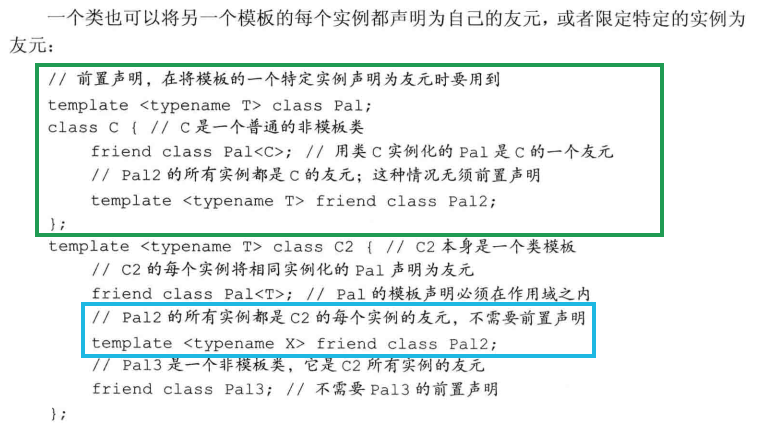 一个类也可以将另一个模板的每个实例都声明为自己的友元，或者限定特定的实例为
友元：
// 前置声明，在将模板的一个特定实例声明为友元时要用到
template <typename T> class Pal;
class C { // C 是一个普通的非模板类
friend class Pal<C>; // 用类 C 实例化的 Pal 是 C 的一个友元
// Pal2 的所有实例都是 C 的友元；这种情况无须前置声明
template <typename T> friend class Pal2;
};
template <typename T> class C2 { // C2 本身是一个类模板
// C2 的每个实例将相同实例化的 Pal 声明为友元
friend class Pal<T>; // Pal 的模板声明必须在作用域之内
// Pal2 的所有实例都是 C2 的每个实例的友元，不需要前置声明
template <typename X> friend class Pal2;
// Pal3 是一个非模板类，它是 C2 所有实例的友元
friend class Pal3; // 不需要 Pal3 的前置声明
};